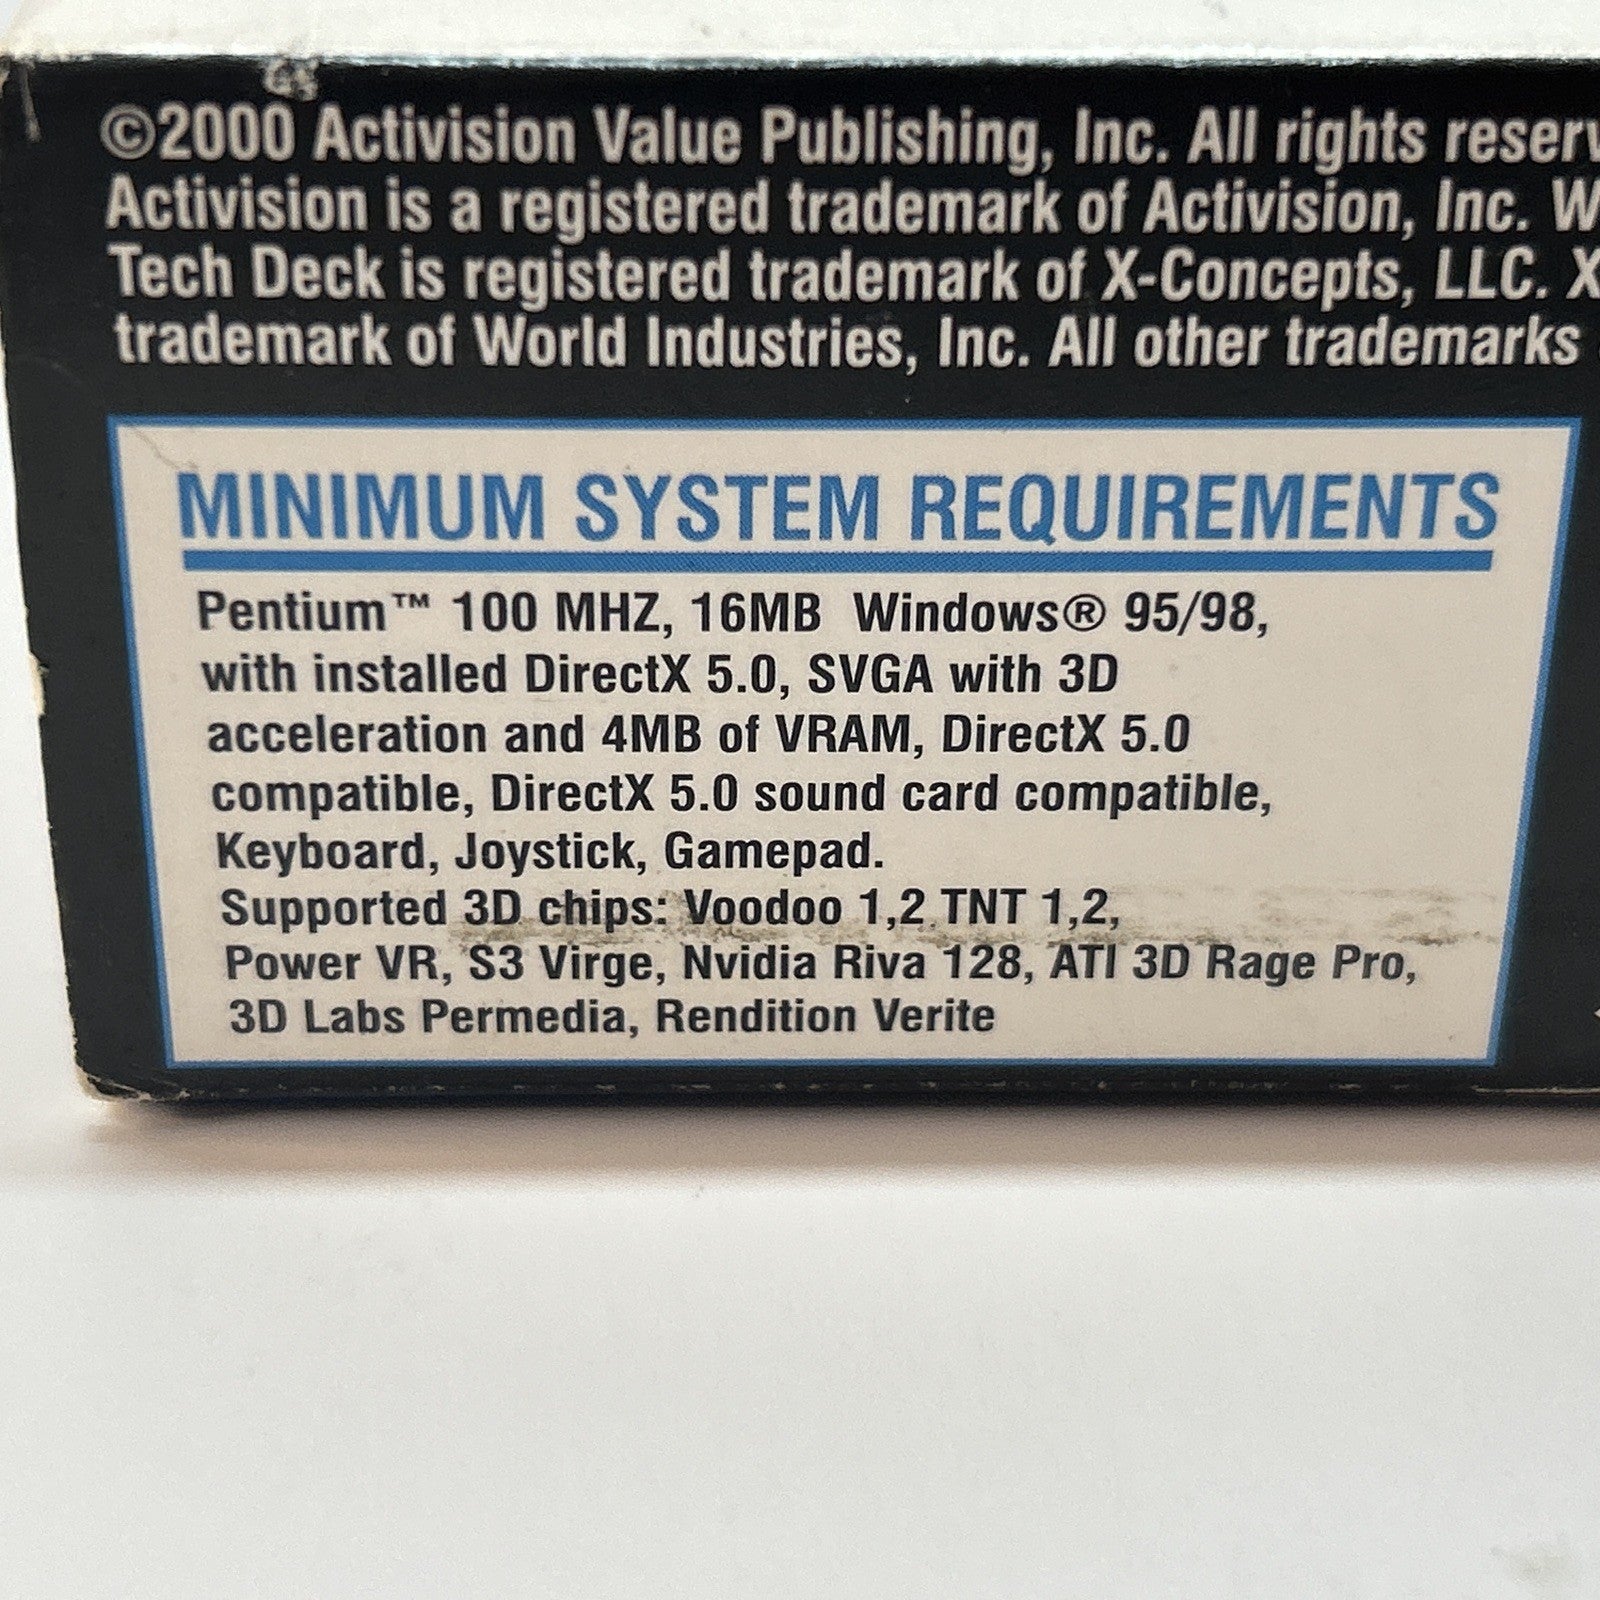 ©2000 Activision Value Publishing, Inc. All rights
Activision is a registered trademark of Activision, Inc.
Tech Deck is registered trademark of X-Concepts, LLC.
trademark of World Industries, Inc. All other trademarks
MINIMUM SYSTEM REQUIREMENTS
Pentium™ 100 MHZ, 16MB Windows® 95/98,
with installed DirectX 5.0, SVGA with 3D
acceleration and 4MB of VRAM, DirectX 5.0
compatible, DirectX 5.0 sound card compatible,
Keyboard, Joystick, Gamepad.
Supported 3D chips: Voodoo 1,2 TNT 1,2,
Power VR, S3 Virge, Nvidia Riva 128, ATI 3D Rage Pro,
3D Labs Permedia, Rendition Verite